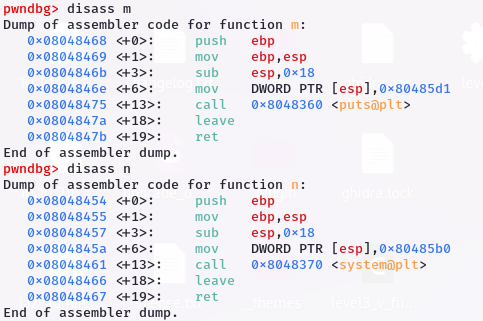 pwndbg> disass m
Dump of assembler code for function m:
   0x08048468 <+0>:     push   ebp
   0x08048469 <+1>:     mov    ebp,esp
   0x0804846b <+3>:     sub    esp,0x18
   0x0804846e <+6>:     mov    DWORD PTR [esp],0x80485d1
   0x08048475 <+13>:    call   0x8048360 <puts@plt>
   0x0804847a <+18>:    leave
   0x0804847b <+19>:    ret
End of assembler dump.
pwndbg> disass n
Dump of assembler code for function n:
   0x08048454 <+0>:     push   ebp
   0x08048455 <+1>:     mov    ebp,esp
   0x08048457 <+3>:     sub    esp,0x18
   0x0804845a <+6>:     mov    DWORD PTR [esp],0x80485b0
   0x08048461 <+13>:    call   0x8048370 <system@plt>
   0x08048466 <+18>:    leave
   0x08048467 <+19>:    ret
End of assembler dump.
ghidra.lock
_themes